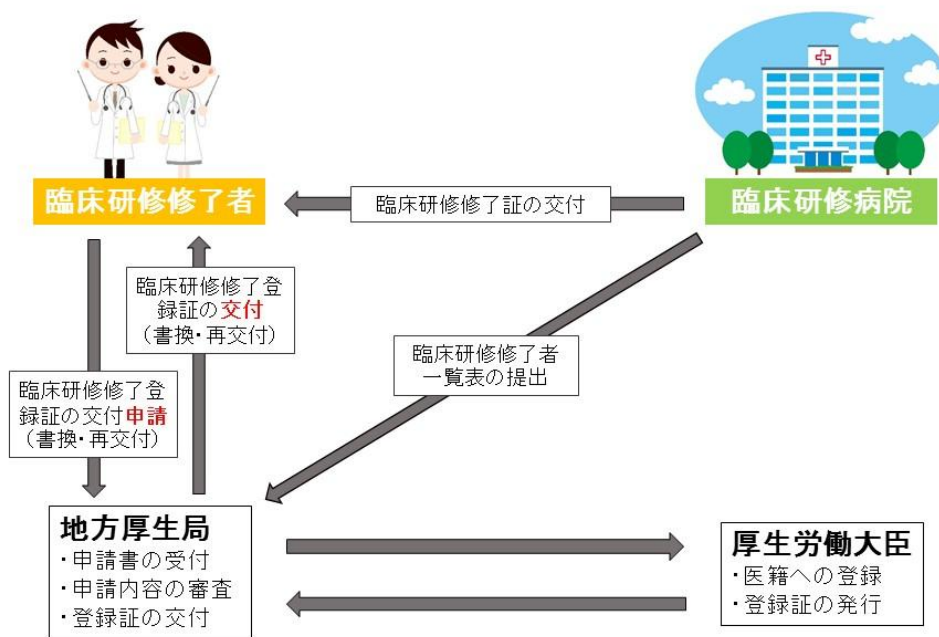 臨床研修修了者
臨床研修修了証の交付
臨床研修病院
臨床研修修了登
録証の交付
(書換・再交付)
臨床研修修了者
一覧表の提出
臨床研修修了登
録証の交付申請
(書換・再交付)
地方厚生局
・申請書の受付
・申請内容の審査
・登録証の交付
厚生労働大臣
・医籍への登録
・登録証の発行